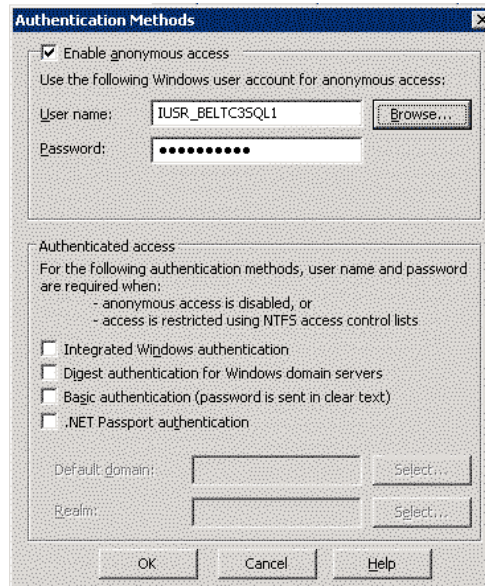 Authentication Methods
Enable anonymous access
Use the following Windows user account for anonymous access:
User name: IUSR_BELTC3SQL1 Browse...
Password: ●●●●●●●●●●
Authenticated access
For the following authentication methods, user name and password
are required when:
- anonymous access is disabled, or
- access is restricted using NTFS access control lists
Integrated Windows authentication
Digest authentication for Windows domain servers
Basic authentication (password is sent in clear text)
.NET Passport authentication
Default domain: Select...
Realm: Select...
OK Cancel Help